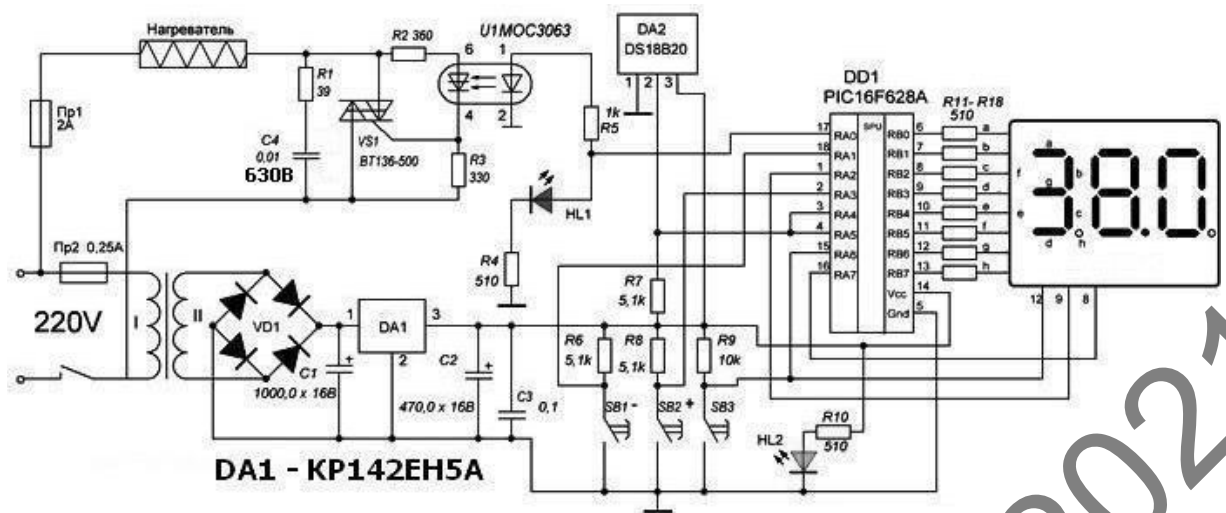 Нагреватель
R2 360
U1MOC3063
6
1
4
2
Пр1
2А
R1
39
C4
0,01
630В
VS1
BT136-500
R3
330
1k
R5
DA2
DS18B20
1 2 3
DD1
PIC16F628A
R11- R18
510
CPU
17 RA0
18 RA1
1 RA2
2 RA3
3 RA4
4 RA5
15 RA6
16 RA7
RB0 6 a
RB1 7 b
RB2 8 c
RB3 9 d
RB4 10 e
RB5 11 f
RB6 12 g
RB7 13 h
Vcc 14
Gnd 5
a
f
b
g
e
c
d
h
38.0
12 9 8
HL1
R4
510
Пр2 0,25А
220V
I
II
VD1
1
DA1
3
2
C1
1000,0 x 16В
C2
470,0 x 16В
C3
0,1
R7
5,1k
R6
5,1k
R8
5,1k
R9
10k
SB1 -
SB2 +
SB3
R10
510
HL2
DA1 - КР142ЕН5А
2021